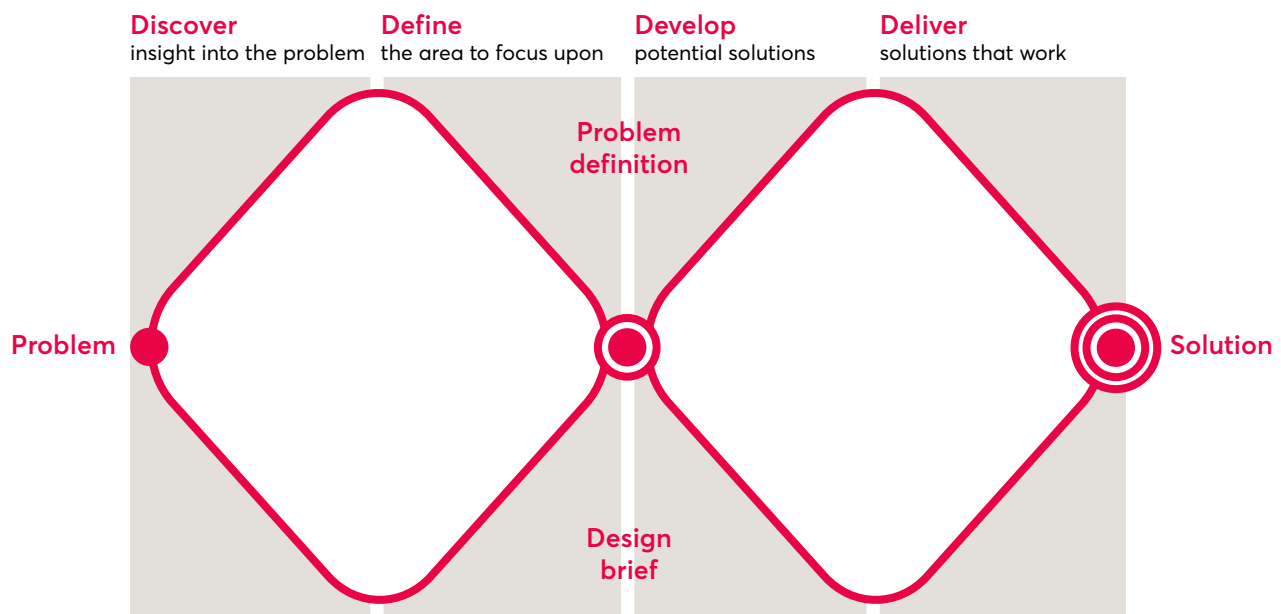 Discover
insight into the problem
Define
the area to focus upon
Develop
potential solutions
Deliver
solutions that work
Problem
definition
Problem
Solution
Design
brief